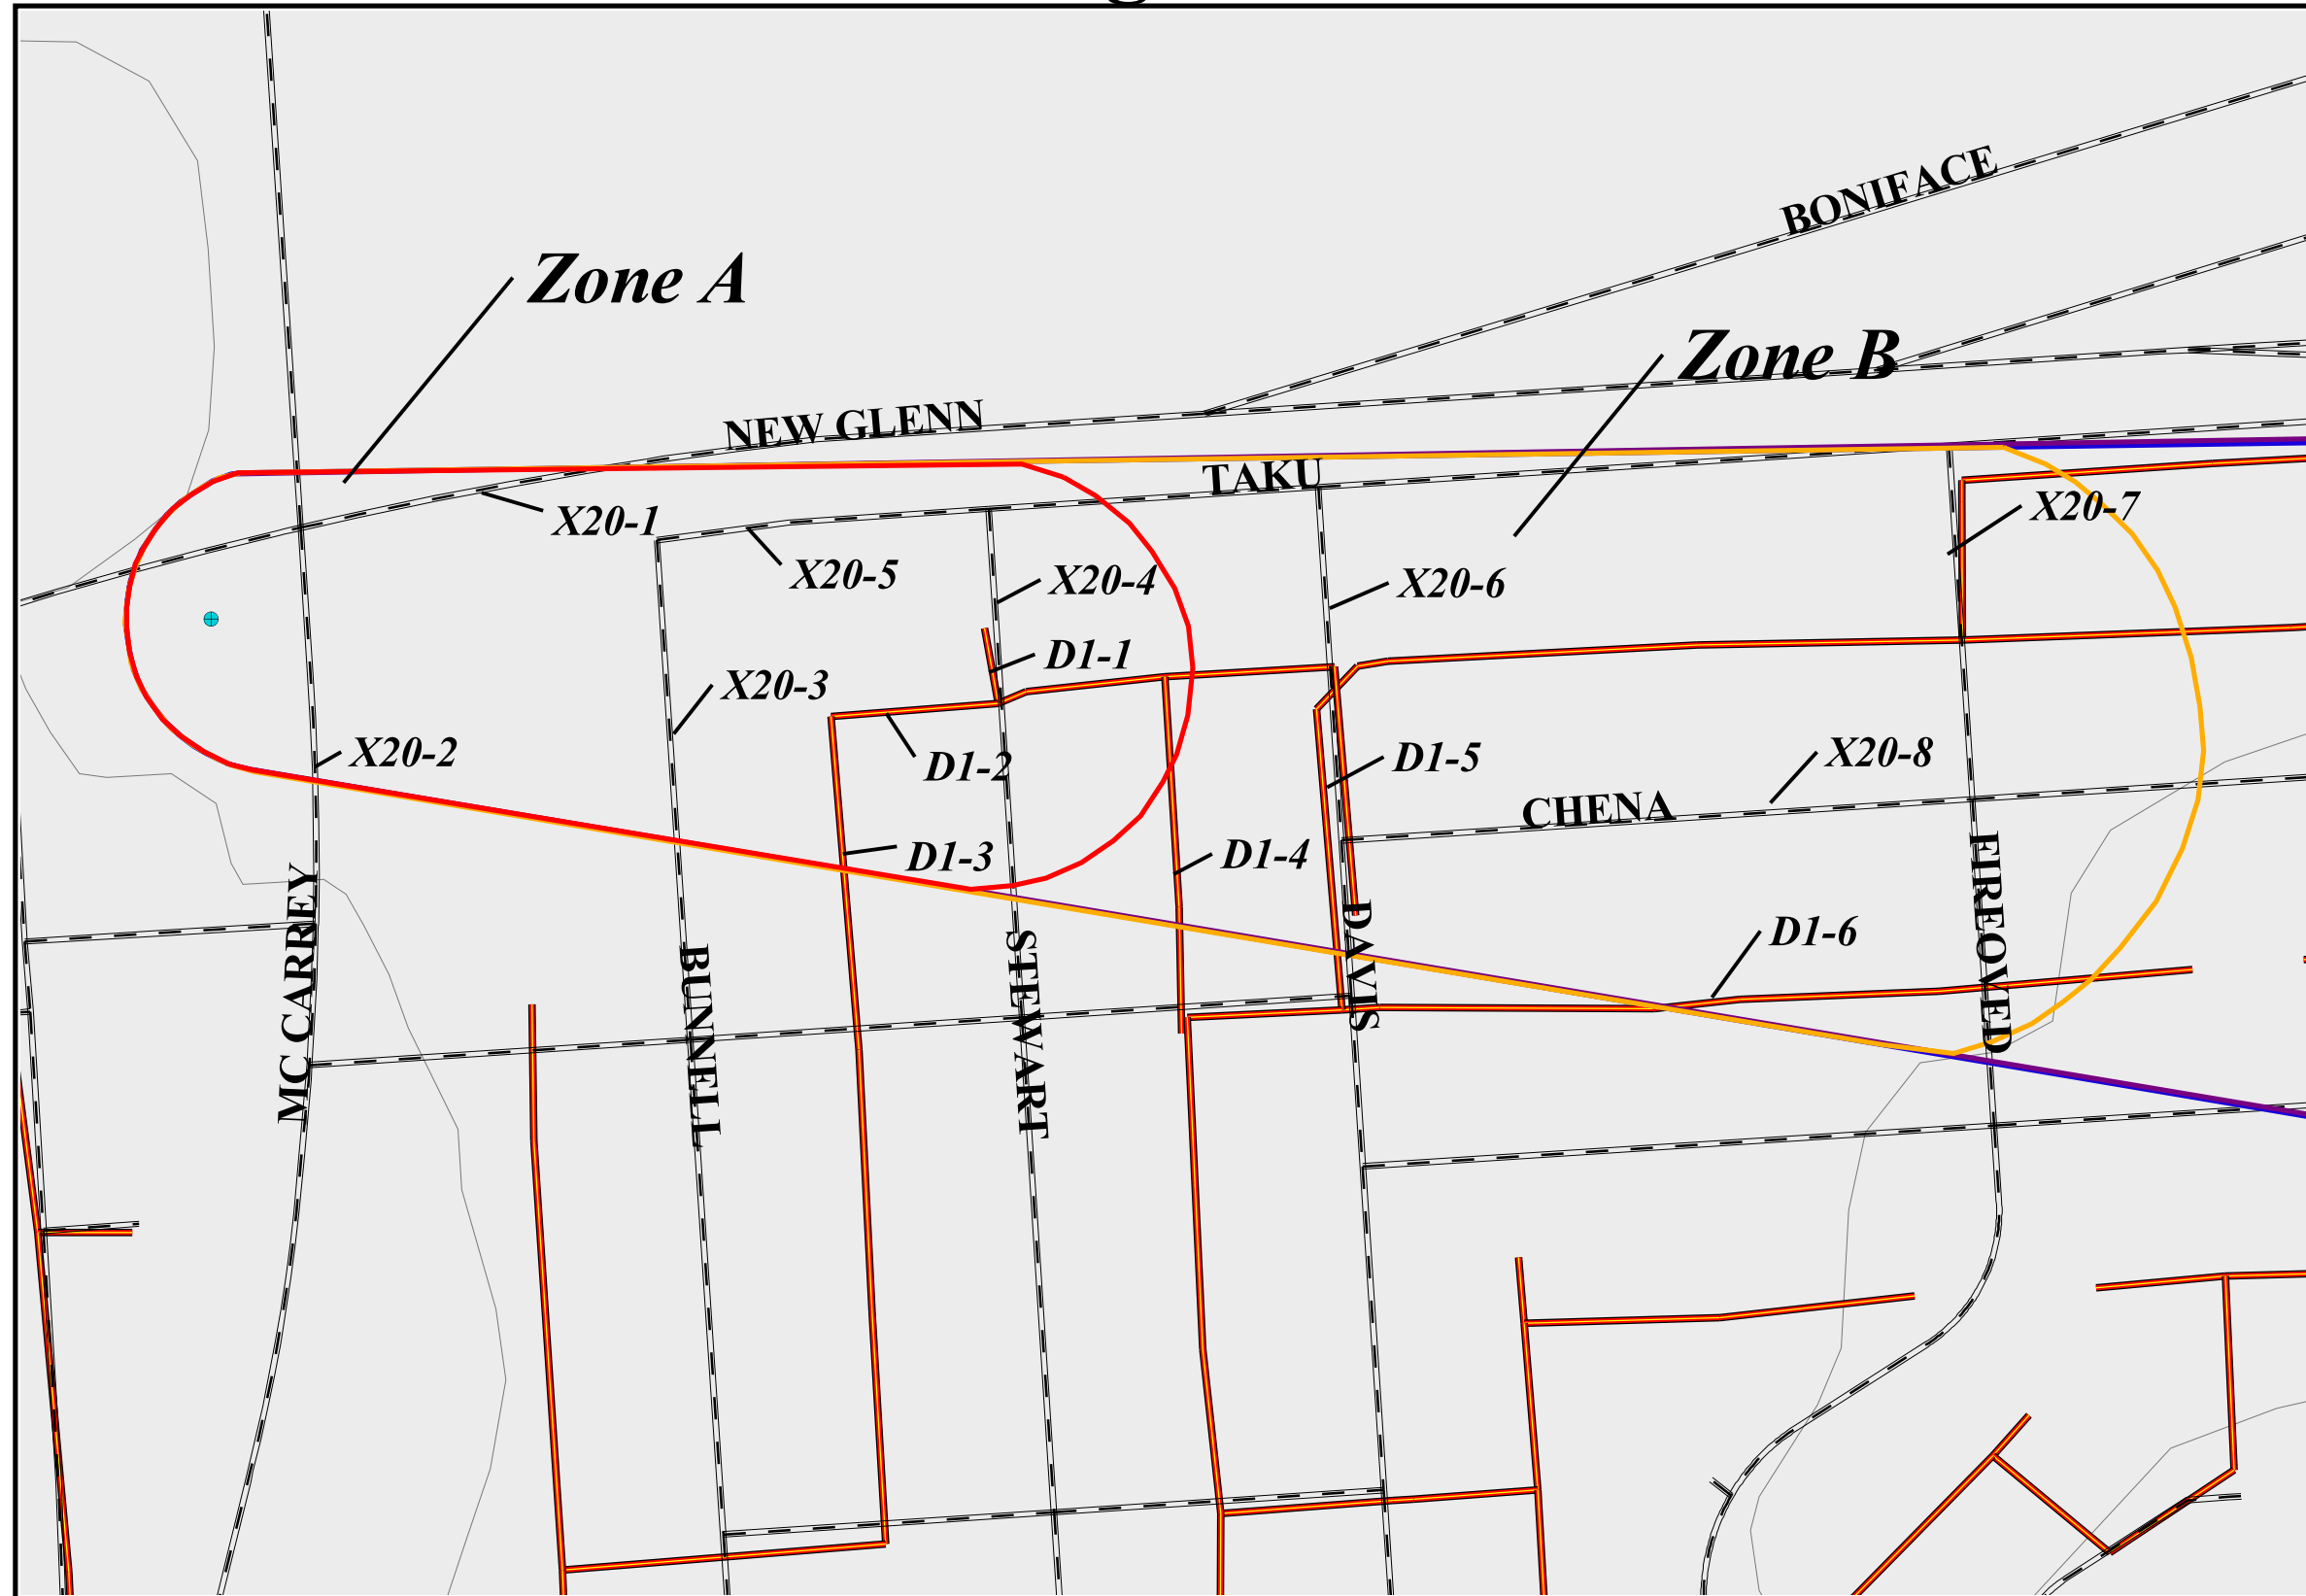 BONIFACE
Zone A
Zone B
NEW GLENN
TAKU
X20-1
X20-7
X20-5
X20-4
X20-6
D1-1
X20-3
X20-2
D1-2
D1-5
X20-8
CHENA
D1-3
D1-4
FIREOVED
MC CARREY
DAVIS
D1-6
STEWART
BUNNELL